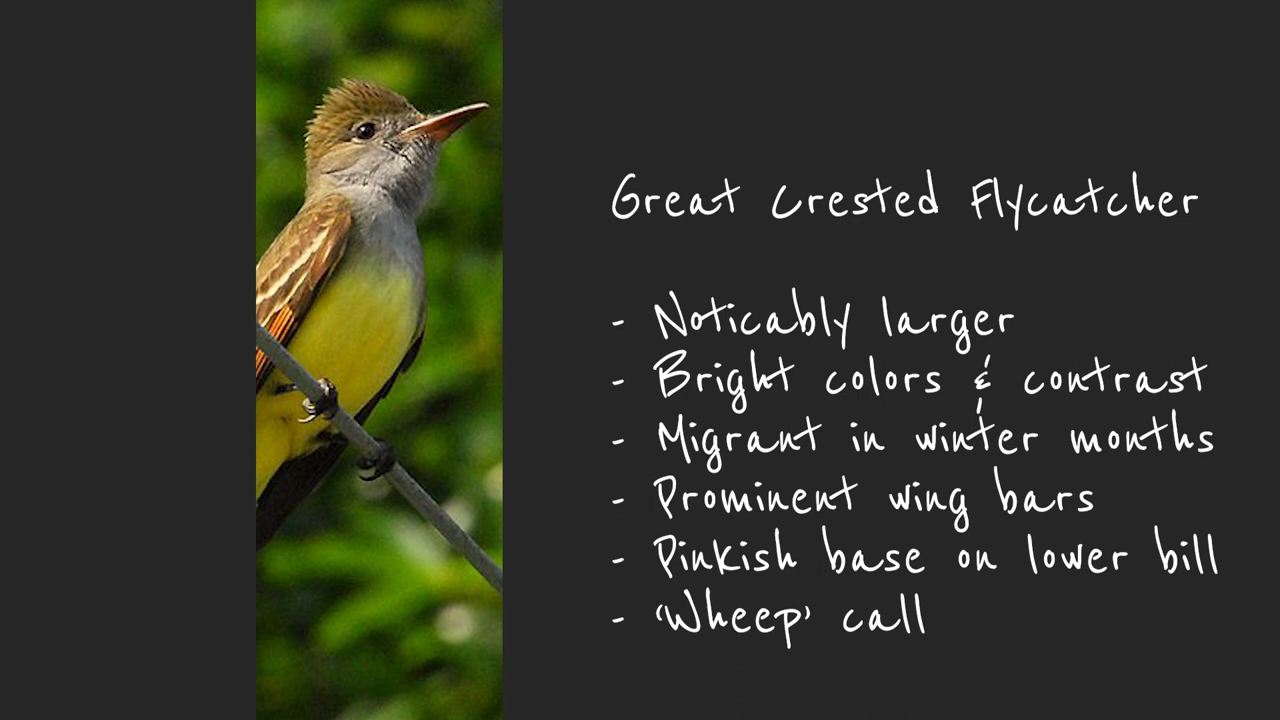 Great Crested Flycatcher
- Noticably larger
- Bright colors & contrast
- Migrant in winter months
- Prominent wing bars
- Pinkish base on lower bill
- 'Wheep' call